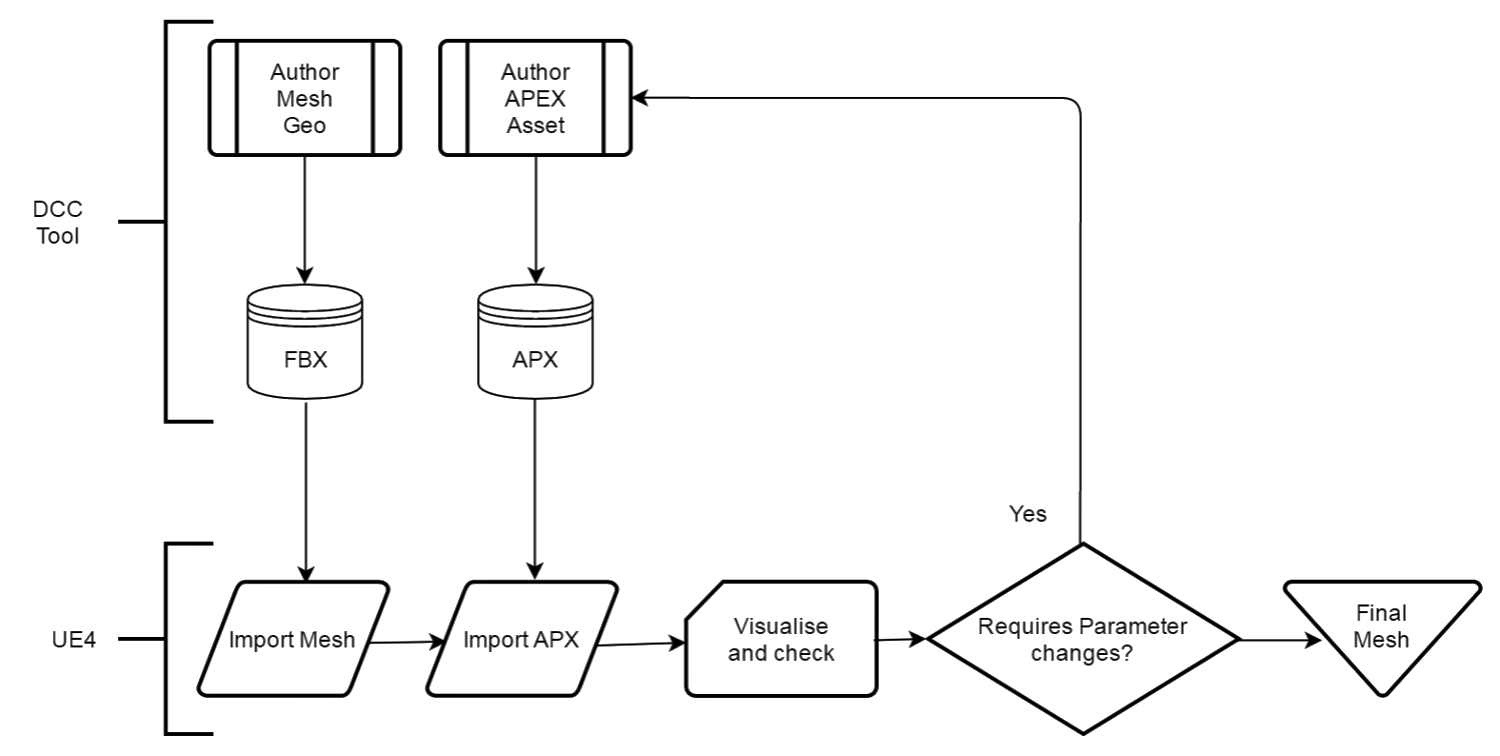 Author
Mesh
Geo
Author
APEX
Asset
DCC
Tool
FBX
APX
Yes
UE4
Import Mesh
Import APX
Visualise
and check
Requires Parameter
changes?
Final
Mesh